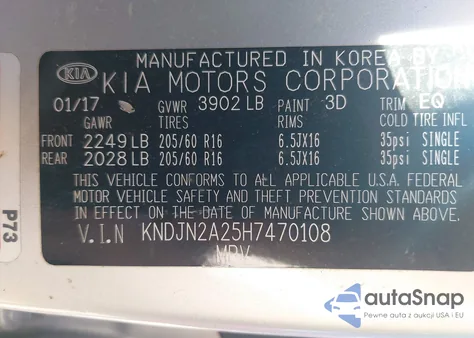 MANUFACTURED IN KOREA BY
KIA KIA MOTORS CORPORATION
01/17 GVWR 3902 LB PAINT 3D TRIM EQ
GAWR TIRES RIMS COLD TIRE INFL
FRONT 2249 LB 205/60 R16 6.5JX16 35psi SINGLE
REAR 2028 LB 205/60 R16 6.5JX16 35psi SINGLE
THIS VEHICLE CONFORMS TO ALL APPLICABLE U.S.A. FEDERAL
MOTOR VEHICLE SAFETY AND THEFT PREVENTION STANDARDS
IN EFFECT ON THE DATE OF MANUFACTURE SHOWN ABOVE.
V.I.N KNDJN2A25H7470108
MPV
P73
autoSnap
Pewne auta z aukcji USA i EU